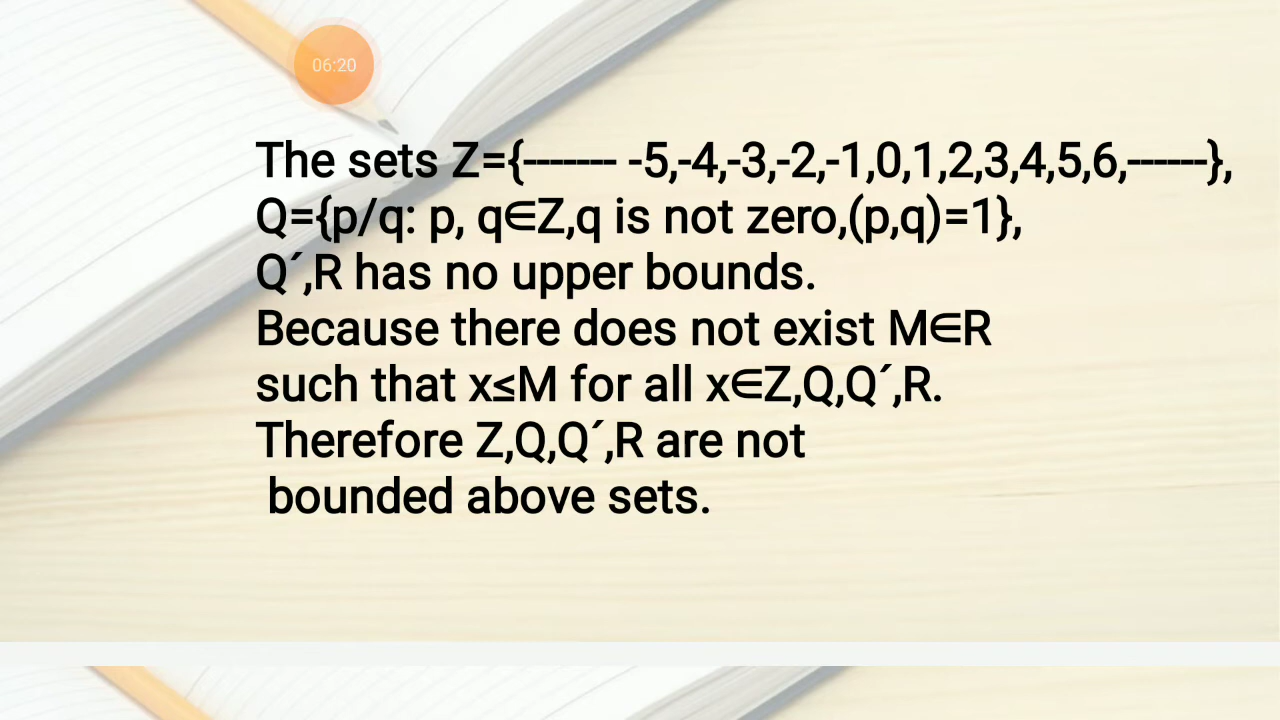 06:20
The sets Z={------- -5,-4,-3,-2,-1,0,1,2,3,4,5,6,------},
Q={p/q: p, q∈Z,q is not zero,(p,q)=1},
Q´,R has no upper bounds.
Because there does not exist M∈R
such that x≤M for all x∈Z,Q,Q´,R.
Therefore Z,Q,Q´,R are not
bounded above sets.